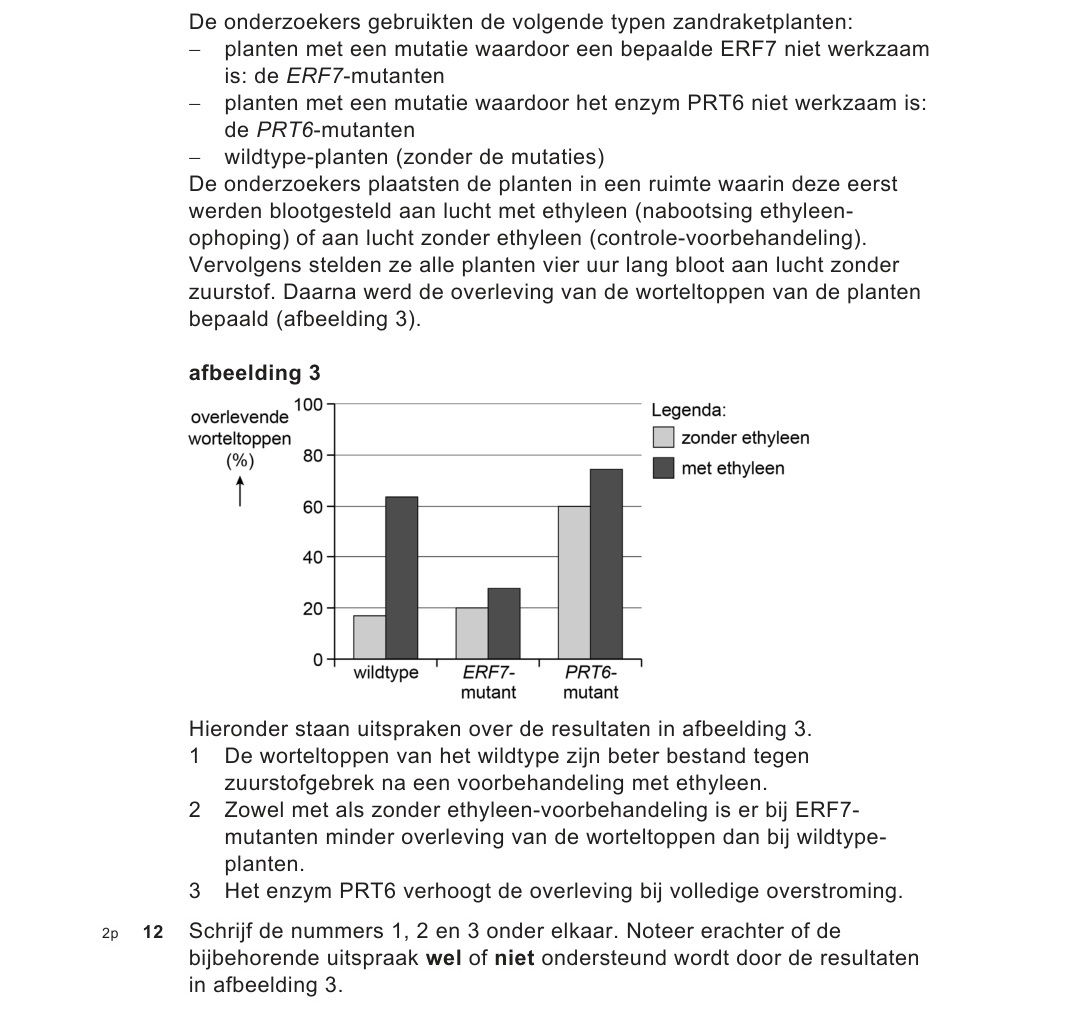 De onderzoekers gebruikten de volgende typen zandraketplanten:
– planten met een mutatie waardoor een bepaalde ERF7 niet werkzaam
is: de ERF7-mutanten
– planten met een mutatie waardoor het enzym PRT6 niet werkzaam is:
de PRT6-mutanten
– wildtype-planten (zonder de mutaties)
De onderzoekers plaatsten de planten in een ruimte waarin deze eerst
werden blootgesteld aan lucht met ethyleen (nabootsing ethyleen-
ophoping) of aan lucht zonder ethyleen (controle-voorbehandeling).
Vervolgens stelden ze alle planten vier uur lang bloot aan lucht zonder
zuurstof. Daarna werd de overleving van de worteltoppen van de planten
bepaald (afbeelding 3).
afbeelding 3
overlevende
worteltoppen
(%)
100
80
60
40
20
0
wildtype
ERF7-
mutant
PRT6-
mutant
Legenda:
zonder ethyleen
met ethyleen
Hieronder staan uitspraken over de resultaten in afbeelding 3.
1 De worteltoppen van het wildtype zijn beter bestand tegen
zuurstofgebrek na een voorbehandeling met ethyleen.
2 Zowel met als zonder ethyleen-voorbehandeling is er bij ERF7-
mutanten minder overleving van de worteltoppen dan bij wildtype-
planten.
3 Het enzym PRT6 verhoogt de overleving bij volledige overstroming.
2p 12 Schrijf de nummers 1, 2 en 3 onder elkaar. Noteer erachter of de
bijbehorende uitspraak wel of niet ondersteund wordt door de resultaten
in afbeelding 3.